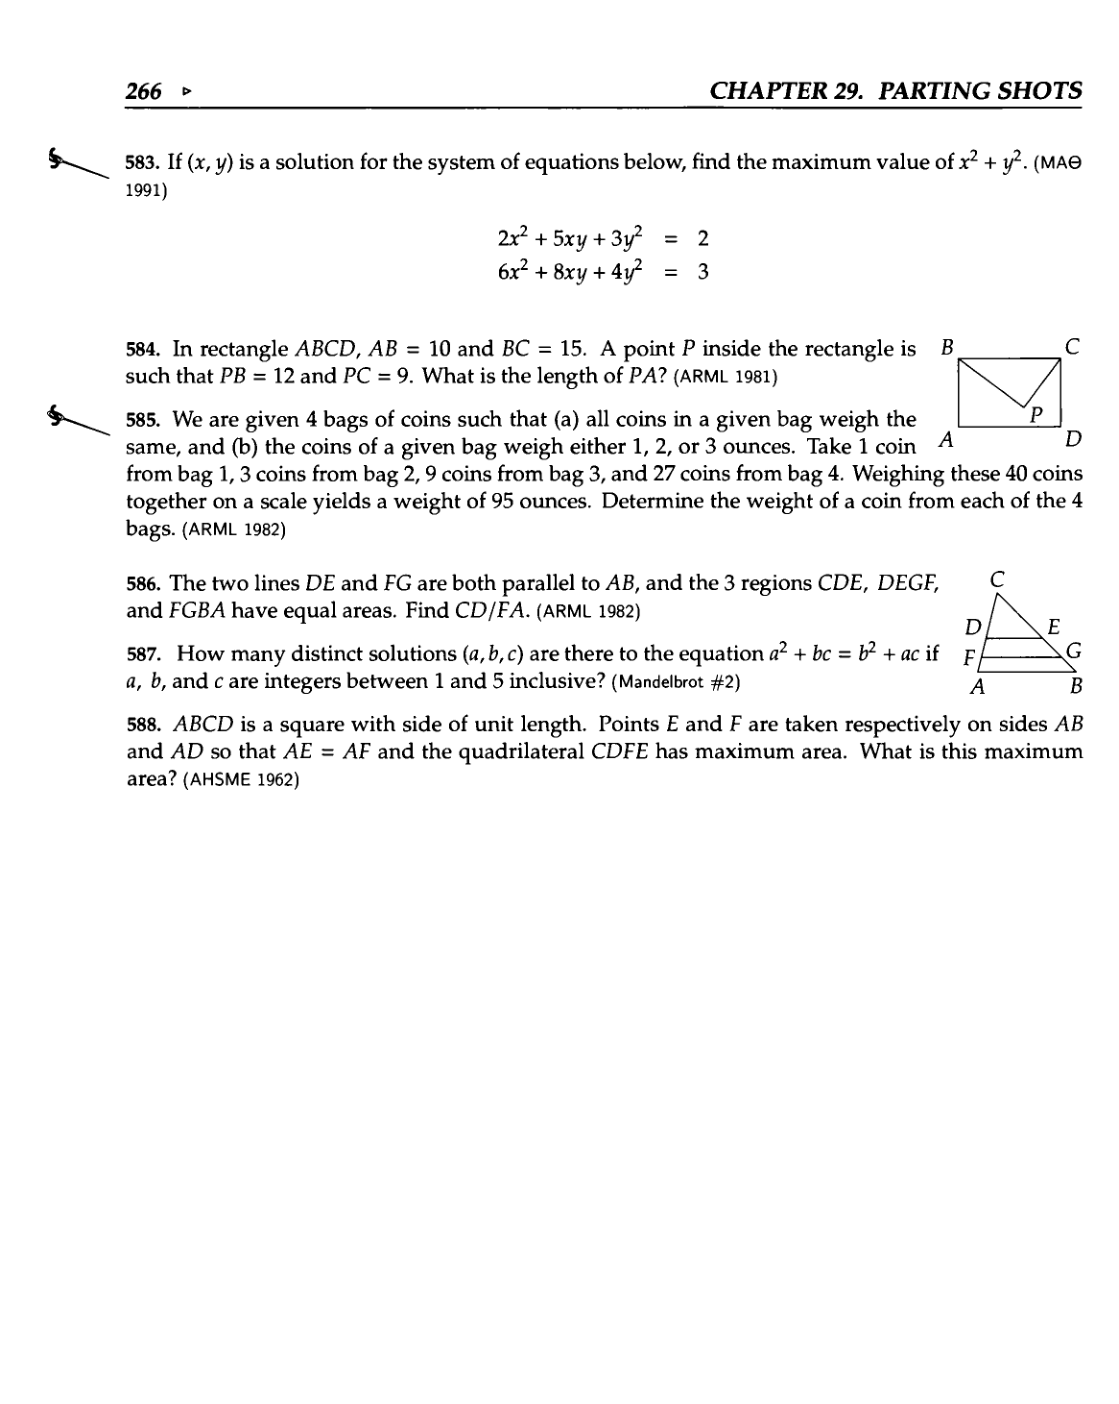 266 ▹ CHAPTER 29. PARTING SHOTS
583. If (x, y) is a solution for the system of equations below, find the maximum value of x² + y². (MAΘ
1991)
2x² + 5xy + 3y² = 2
6x² + 8xy + 4y² = 3
584. In rectangle ABCD, AB = 10 and BC = 15. A point P inside the rectangle is
such that PB = 12 and PC = 9. What is the length of PA? (ARML 1981)
B C
P
A D
585. We are given 4 bags of coins such that (a) all coins in a given bag weigh the
same, and (b) the coins of a given bag weigh either 1, 2, or 3 ounces. Take 1 coin
from bag 1, 3 coins from bag 2, 9 coins from bag 3, and 27 coins from bag 4. Weighing these 40 coins
together on a scale yields a weight of 95 ounces. Determine the weight of a coin from each of the 4
bags. (ARML 1982)
586. The two lines DE and FG are both parallel to AB, and the 3 regions CDE, DEGF,
and FGBA have equal areas. Find CD/FA. (ARML 1982)
C
D E
F G
A B
587. How many distinct solutions (a, b, c) are there to the equation a² + bc = b² + ac if
a, b, and c are integers between 1 and 5 inclusive? (Mandelbrot #2)
588. ABCD is a square with side of unit length. Points E and F are taken respectively on sides AB
and AD so that AE = AF and the quadrilateral CDFE has maximum area. What is this maximum
area? (AHSME 1962)